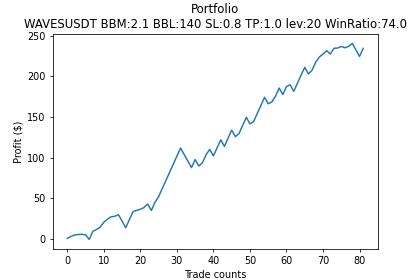 Portfolio
WAVESUSDT BBM:2.1 BBL:140 SL:0.8 TP:1.0 lev:20 WinRatio:74.0
250
200
150
100
50
0
Profit ($)
0 10 20 30 40 50 60 70 80
Trade counts